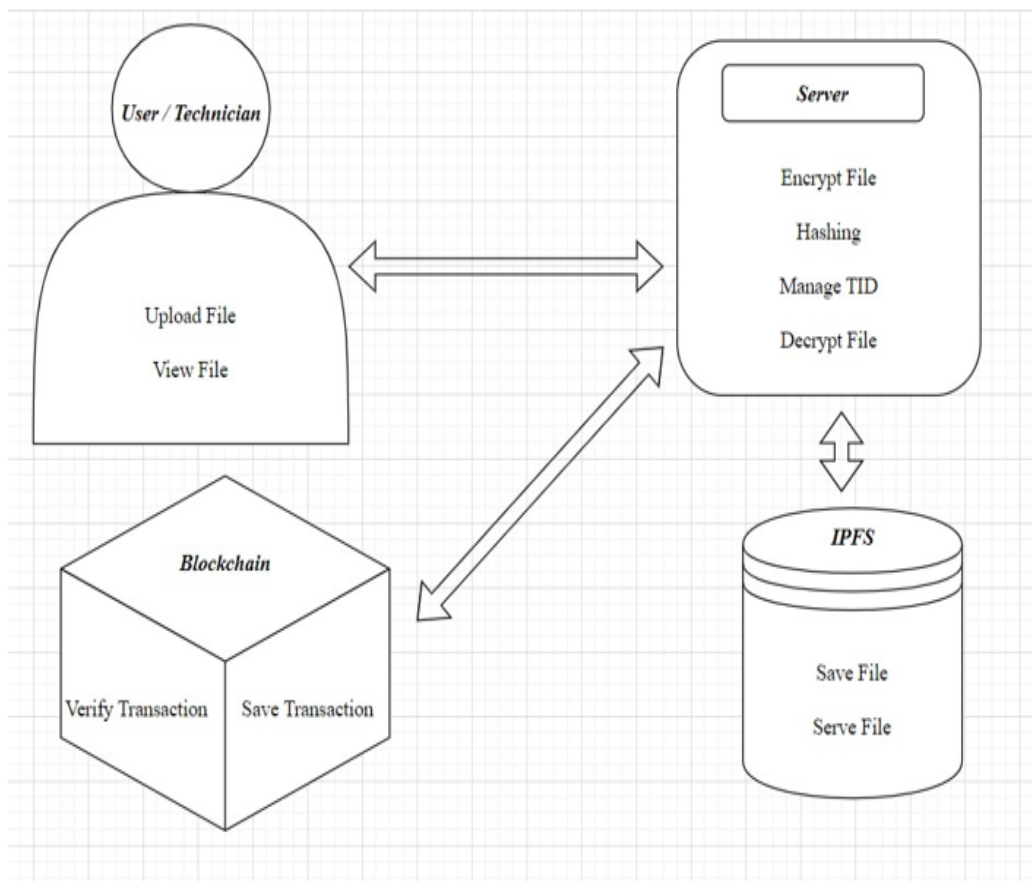 User / Technician
Upload File
View File
Server
Encrypt File
Hashing
Manage TID
Decrypt File
Blockchain
Verify Transaction
Save Transaction
IPFS
Save File
Serve File